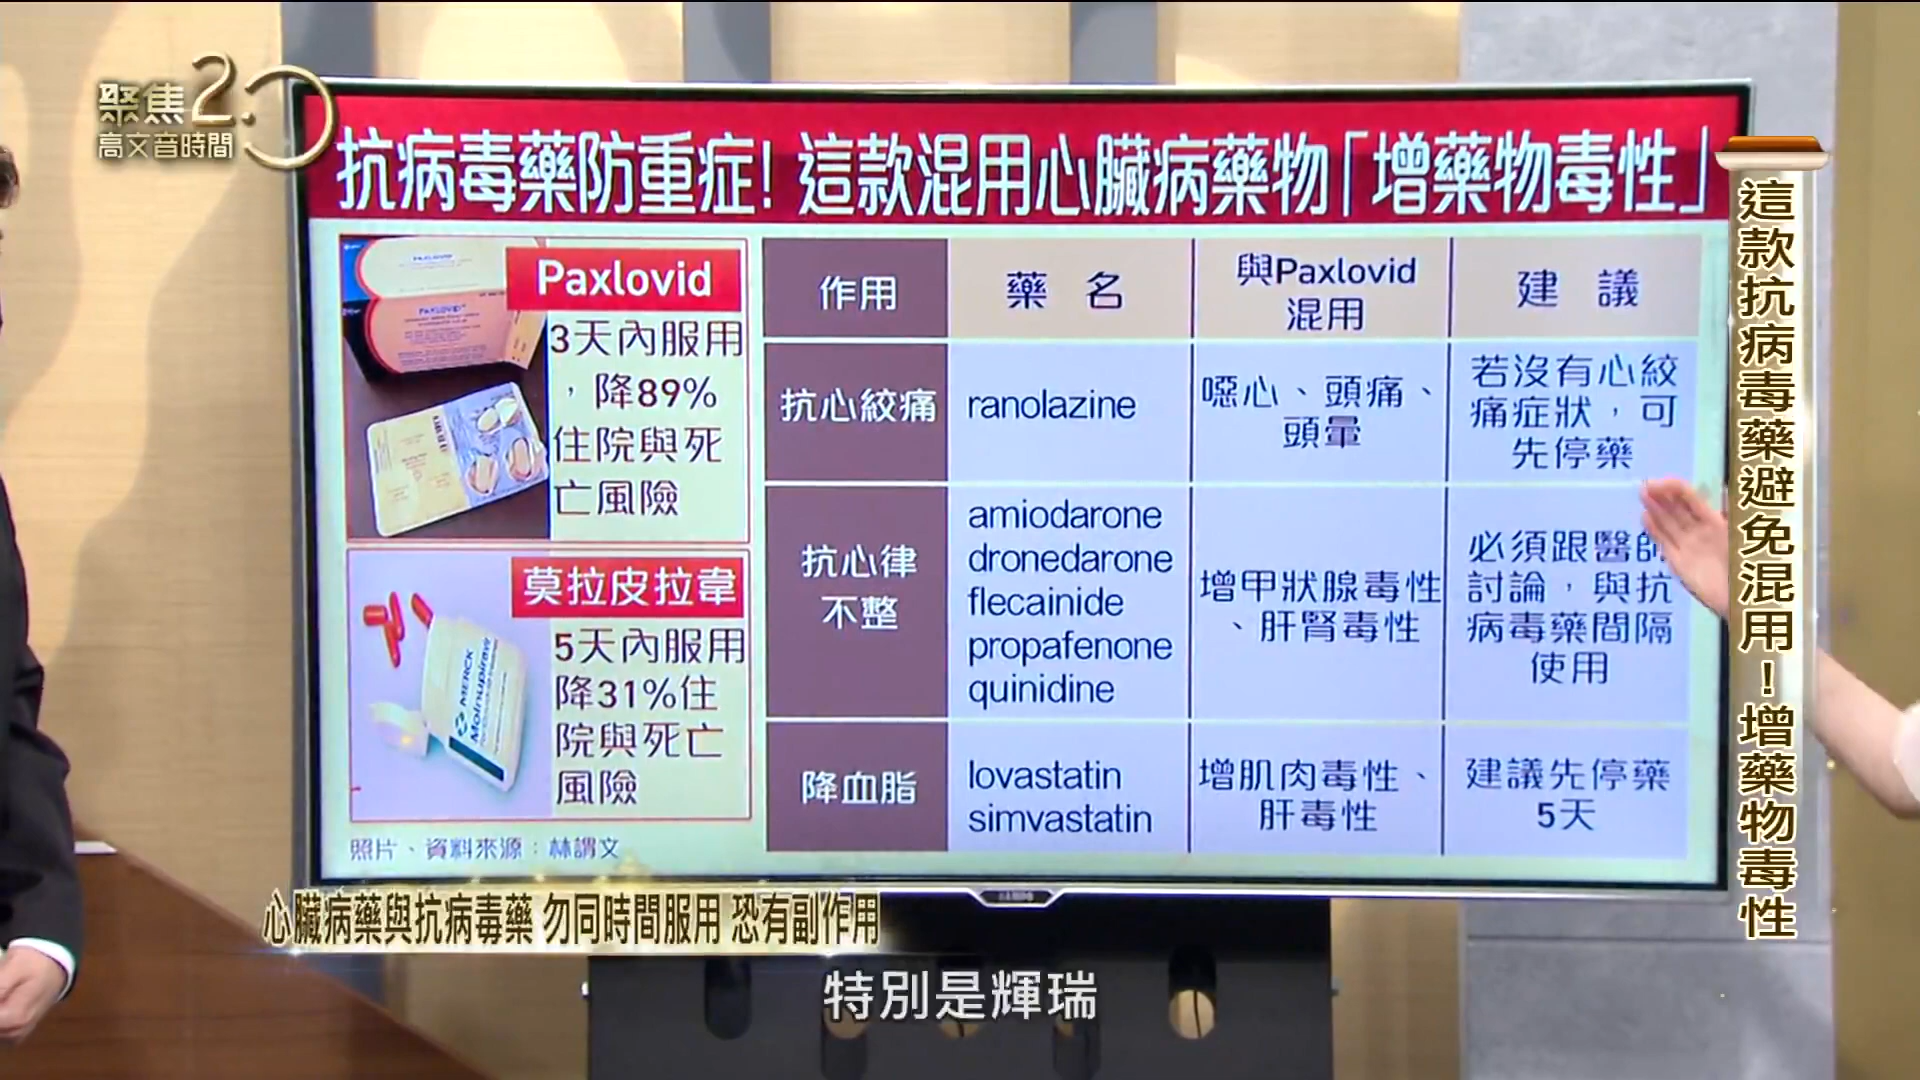 聚焦2.0
高文音時間
抗病毒藥防重症!這款混用心臟病藥物「增藥物毒性」
Paxlovid
3天內服用
，降89%
住院與死
亡風險
PAXLOVID
莫拉皮拉韋
5天內服用
降31%住
院與死亡
風險
MERCK
Molnupiravir
照片、資料來源：林謂文
作用
藥 名
與Paxlovid
混用
建 議
抗心絞痛
ranolazine
噁心、頭痛、
頭暈
若沒有心絞
痛症狀，可
先停藥
抗心律
不整
amiodarone
dronedarone
flecainide
propafenone
quinidine
增甲狀腺毒性
、肝腎毒性
必須跟醫師
討論，與抗
病毒藥間隔
使用
降血脂
lovastatin
simvastatin
增肌肉毒性、
肝毒性
建議先停藥
5天
這款抗病毒藥避免混用！增藥物毒性
心臟病藥與抗病毒藥 勿同時間服用 恐有副作用
特別是輝瑞